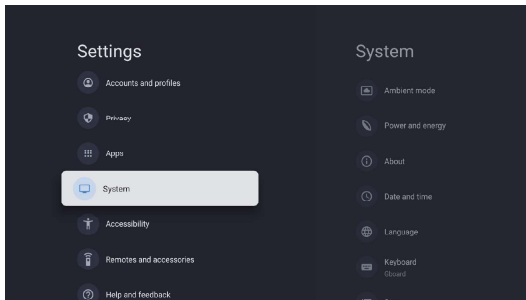 Settings
Accounts and profiles
Privacy
Apps
System
Accessibility
Remotes and accessories
Help and feedback
System
Ambient mode
Power and energy
About
Date and time
Language
Keyboard
Gboard